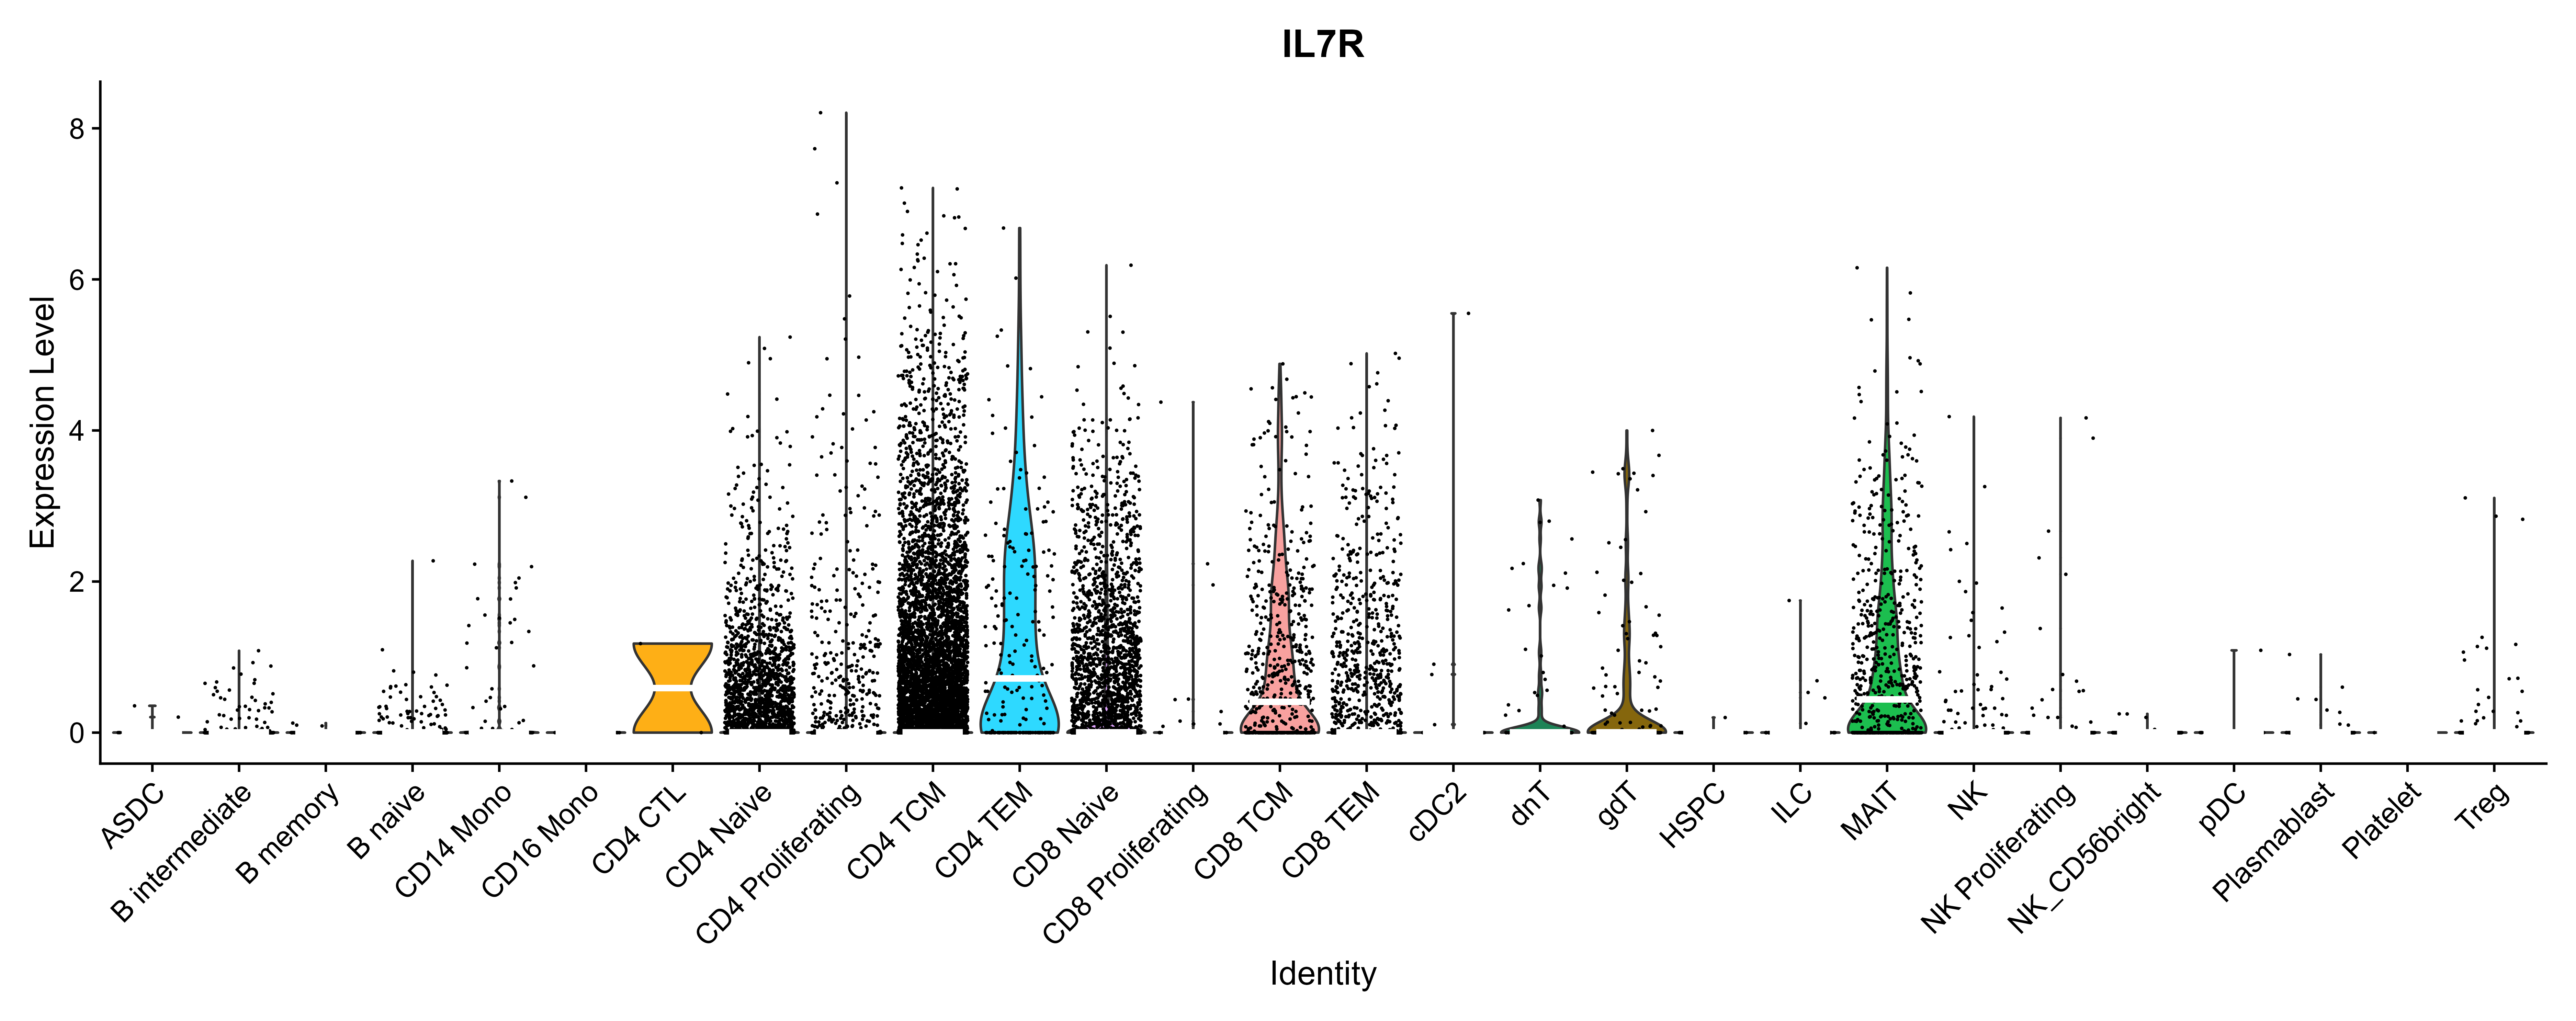 IL7R
Expression Level
8
6
4
2
0
ASDC
B intermediate
B memory
B naive
CD14 Mono
CD16 Mono
CD4 CTL
CD4 Naive
CD4 Proliferating
CD4 TCM
CD4 TEM
CD8 Naive
CD8 Proliferating
CD8 TCM
CD8 TEM
cDC2
dnT
gdT
HSPC
ILC
MAIT
NK
NK Proliferating
NK_CD56bright
pDC
Plasmablast
Platelet
Treg
Identity